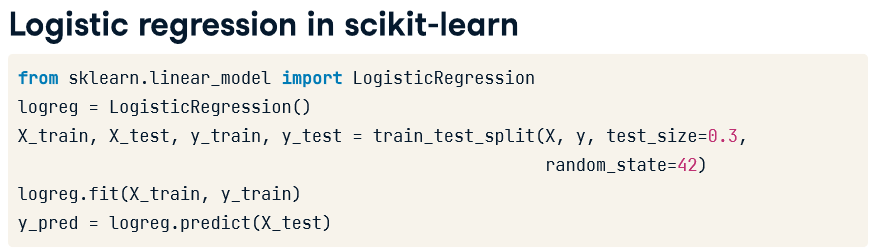 Logistic regression in scikit-learn
from sklearn.linear_model import LogisticRegression
logreg = LogisticRegression()
X_train, X_test, y_train, y_test = train_test_split(X, y, test_size=0.3,
random_state=42)
logreg.fit(X_train, y_train)
y_pred = logreg.predict(X_test)